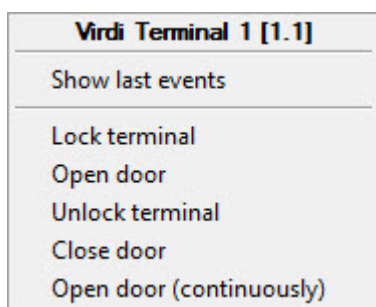 Virdi Terminal 1 [1.1]
Show last events
Lock terminal
Open door
Unlock terminal
Close door
Open door (continuously)